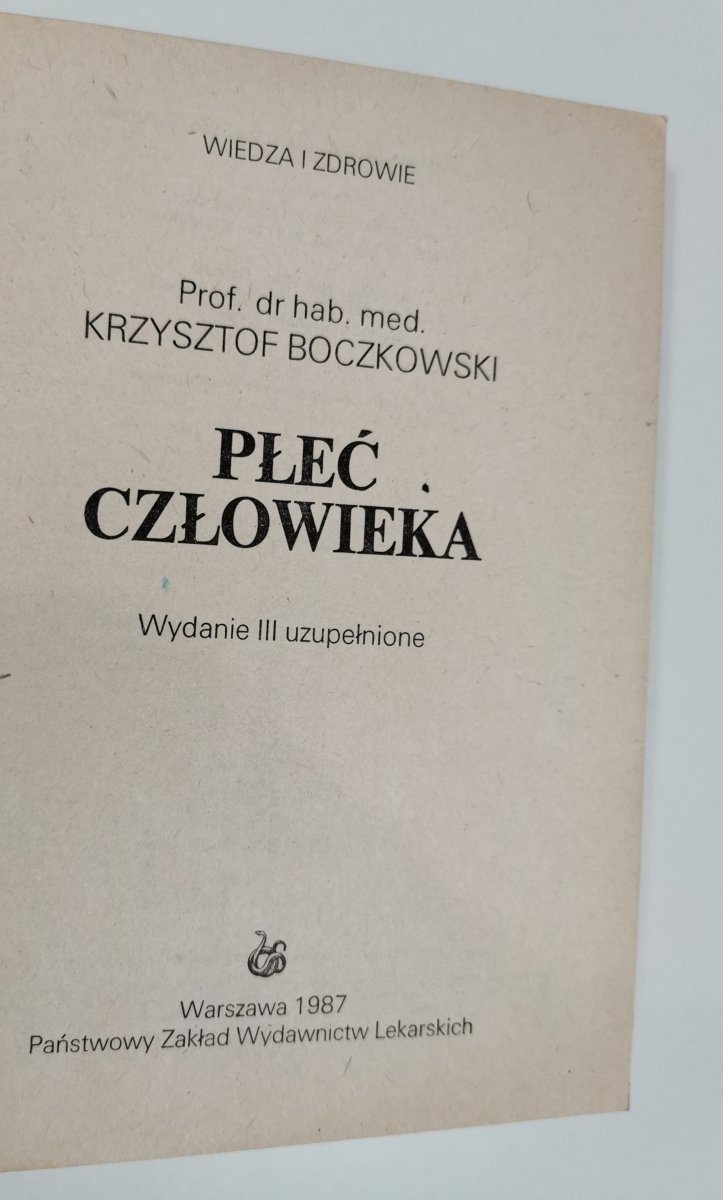 WIEDZA I ZDROWIE
Prof. dr hab. med.
KRZYSZTOF BOCZKOWSKI
PŁEĆ
CZŁOWIEKA
Wydanie III uzupełnione
Warszawa 1987
Państwowy Zakład Wydawnictw Lekarskich